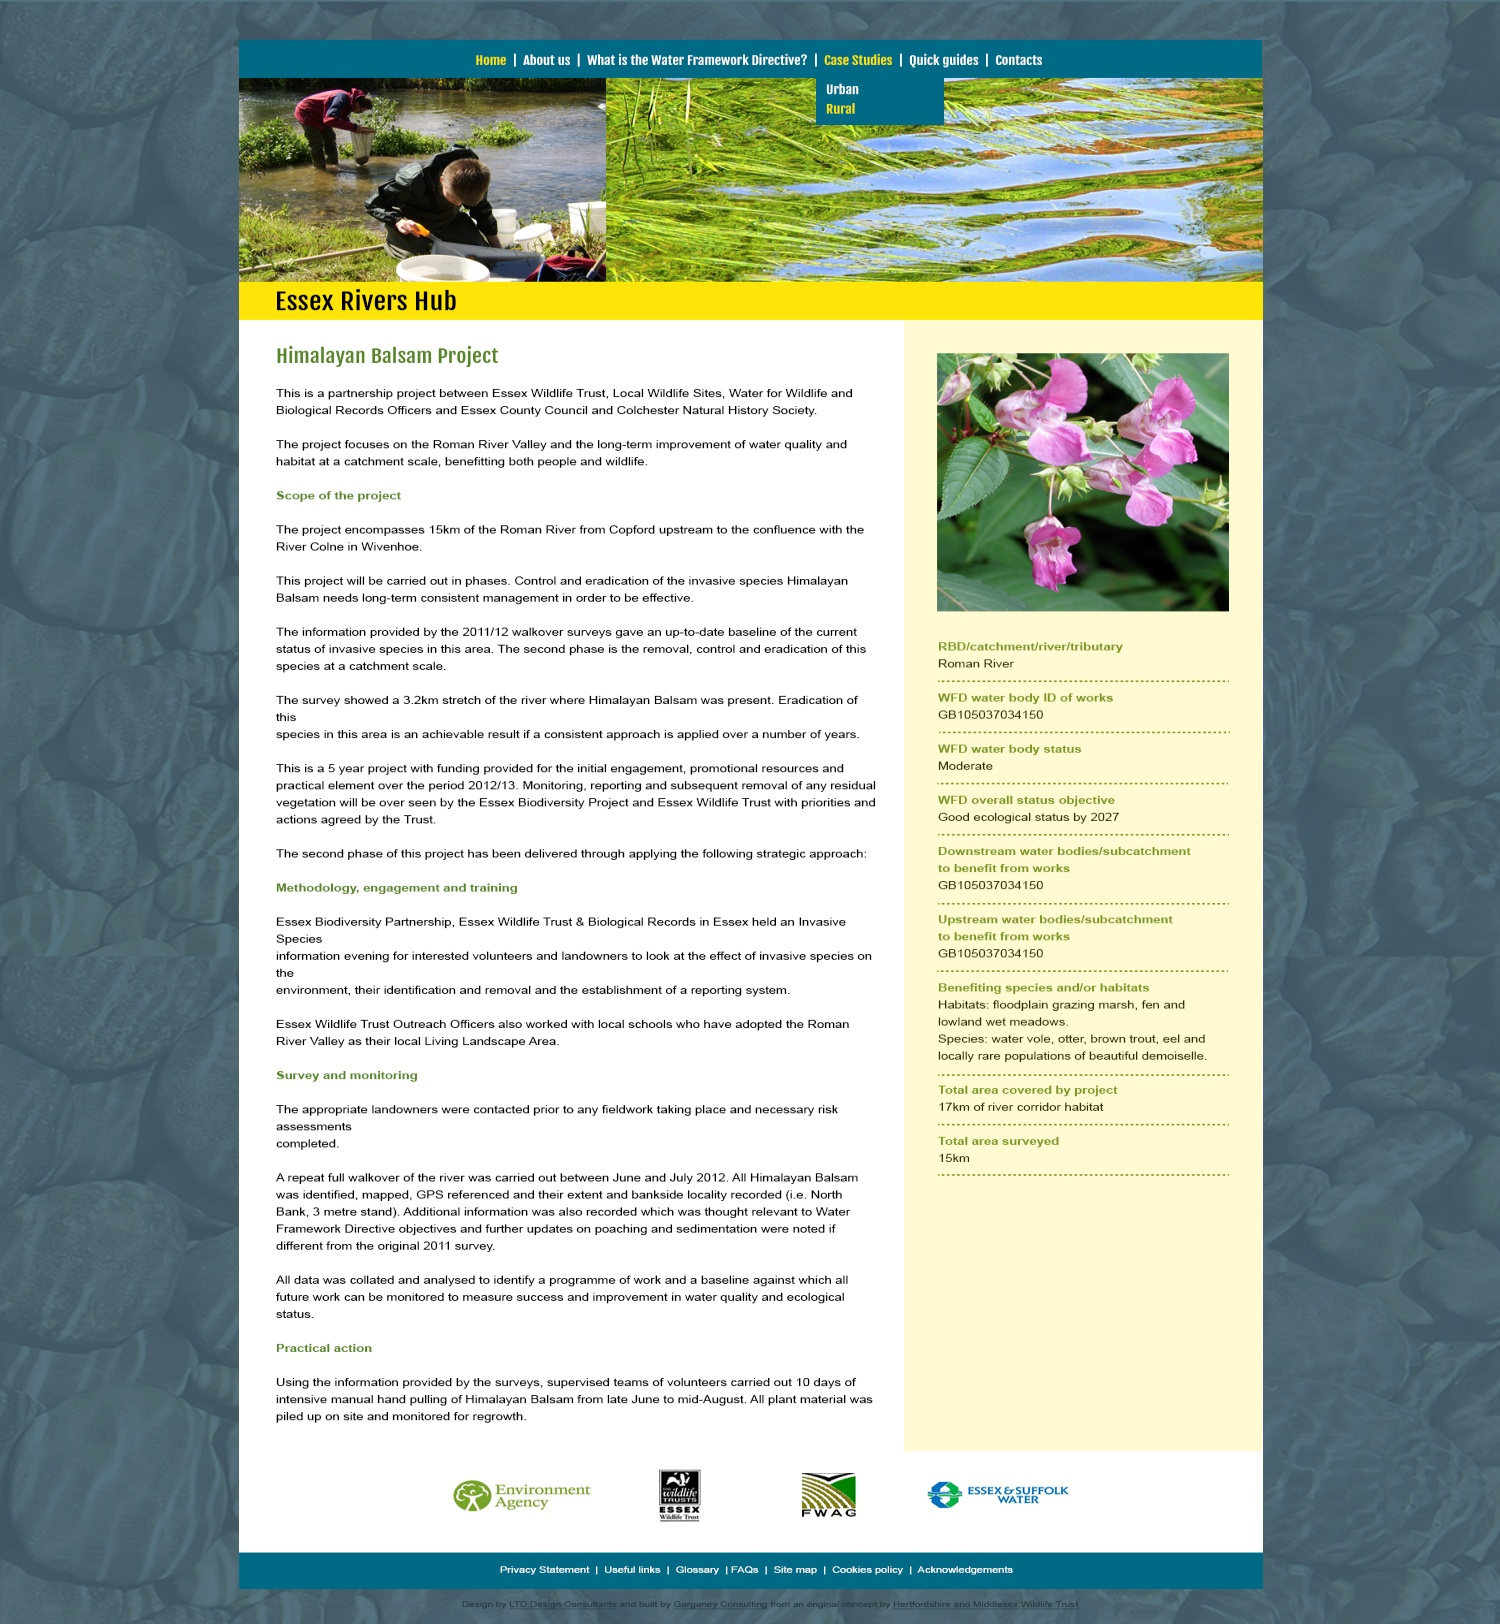 Home | About us | What is the Water Framework Directive? | Case Studies | Quick guides | Contacts
Urban
Rural
Essex Rivers Hub
Himalayan Balsam Project
This is a partnership project between Essex Wildlife Trust, Local Wildlife Sites, Water for Wildlife and
Biological Records Officers and Essex County Council and Colchester Natural History Society.
The project focuses on the Roman River Valley and the long-term improvement of water quality and
habitat at a catchment scale, benefitting both people and wildlife.
Scope of the project
The project encompasses 15km of the Roman River from Copford upstream to the confluence with the
River Colne in Wivenhoe.
This project will be carried out in phases. Control and eradication of the invasive species Himalayan
Balsam needs long-term consistent management in order to be effective.
The information provided by the 2011/12 walkover surveys gave an up-to-date baseline of the current
status of invasive species in this area. The second phase is the removal, control and eradication of this
species at a catchment scale.
The survey showed a 3.2km stretch of the river where Himalayan Balsam was present. Eradication of
this
species in this area is an achievable result if a consistent approach is applied over a number of years.
This is a 5 year project with funding provided for the initial engagement, promotional resources and
practical element over the period 2012/13. Monitoring, reporting and subsequent removal of any residual
vegetation will be over seen by the Essex Biodiversity Project and Essex Wildlife Trust with priorities and
actions agreed by the Trust.
The second phase of this project has been delivered through applying the following strategic approach:
Methodology, engagement and training
Essex Biodiversity Partnership, Essex Wildlife Trust & Biological Records in Essex held an Invasive
Species
information evening for interested volunteers and landowners to look at the effect of invasive species on
the
environment, their identification and removal and the establishment of a reporting system.
Essex Wildlife Trust Outreach Officers also worked with local schools who have adopted the Roman
River Valley as their local Living Landscape Area.
Survey and monitoring
The appropriate landowners were contacted prior to any fieldwork taking place and necessary risk
assessments
completed.
A repeat full walkover of the river was carried out between June and July 2012. All Himalayan Balsam
was identified, mapped, GPS referenced and their extent and bankside locality recorded (i.e. North
Bank, 3 metre stand). Additional information was also recorded which was thought relevant to Water
Framework Directive objectives and further updates on poaching and sedimentation were noted if
different from the original 2011 survey.
All data was collated and analysed to identify a programme of work and a baseline against which all
future work can be monitored to measure success and improvement in water quality and ecological
status.
Practical action
Using the information provided by the surveys, supervised teams of volunteers carried out 10 days of
intensive manual hand pulling of Himalayan Balsam from late June to mid-August. All plant material was
piled up on site and monitored for regrowth.
RBD/catchment/river/tributary
Roman River
WFD water body ID of works
GB105037034150
WFD water body status
Moderate
WFD overall status objective
Good ecological status by 2027
Downstream water bodies/subcatchment
to benefit from works
GB105037034150
Upstream water bodies/subcatchment
to benefit from works
GB105037034150
Benefiting species and/or habitats
Habitats: floodplain grazing marsh, fen and
lowland wet meadows.
Species: water vole, otter, brown trout, eel and
locally rare populations of beautiful demoiselle.
Total area covered by project
17km of river corridor habitat
Total area surveyed
15km
Environment
Agency
THE
wildlife
TRUSTS
ESSEX
Wildlife Trust
FWAG
ESSEX & SUFFOLK
WATER
Privacy Statement | Useful links | Glossary | FAQs | Site map | Cookies policy | Acknowledgements
Design by LTD Design Consultants and built by Garganey Consulting from an original concept by Hertfordshire and Middlesex Wildlife Trust